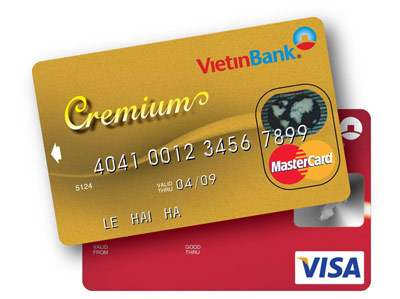 VietinBank®
Cremium
4041 0012 3456 7899
5124
VALID
THRU
04/09
LE HAI HA
MasterCard
VALID
FROM
GOOD
THRU
VISA